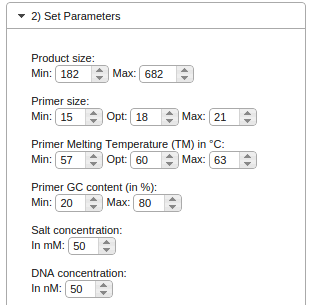 2) Set Parameters
Product size:
Min: 182 Max: 682
Primer size:
Min: 15 Opt: 18 Max: 21
Primer Melting Temperature (TM) in °C:
Min: 57 Opt: 60 Max: 63
Primer GC content (in %):
Min: 20 Max: 80
Salt concentration:
In mM: 50
DNA concentration:
In nM: 50